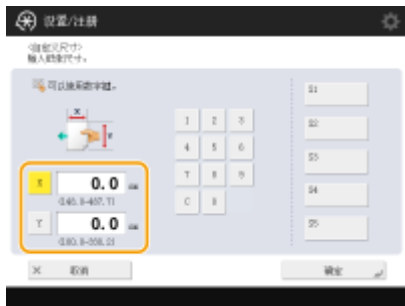 设置/注册
<自定义尺寸>
输入纸张尺寸。
可以使用数字键。
X
Y
1 2 3
4 5 6
7 8 9
C 0
X 0.0 mm
Y 0.0 mm
S1
S2
S3
S4
S5
× 取消
确定